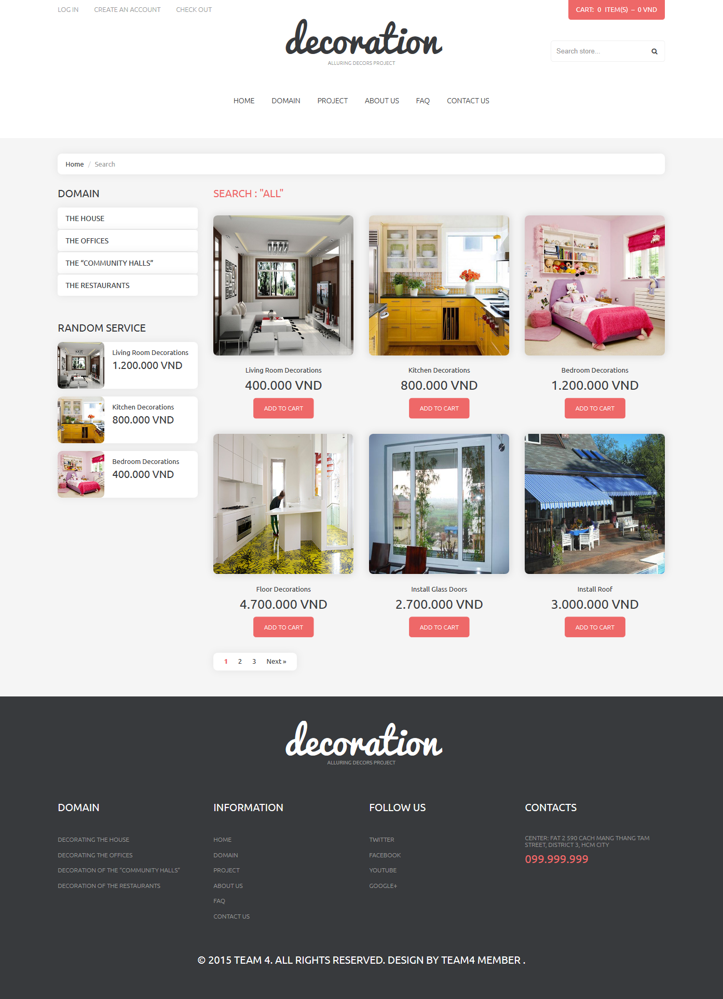 LOG IN CREATE AN ACCOUNT CHECK OUT CART: 0 ITEM(S) – 0 VND
decoration
ALLURING DECORS PROJECT
Search store...
HOME DOMAIN PROJECT ABOUT US FAQ CONTACT US
Home / Search
DOMAIN
THE HOUSE
THE OFFICES
THE “COMMUNITY HALLS”
THE RESTAURANTS
RANDOM SERVICE
Living Room Decorations
1.200.000 VND
Kitchen Decorations
800.000 VND
Bedroom Decorations
400.000 VND
SEARCH : "ALL"
Living Room Decorations
400.000 VND
ADD TO CART
Kitchen Decorations
800.000 VND
ADD TO CART
Bedroom Decorations
1.200.000 VND
ADD TO CART
Floor Decorations
4.700.000 VND
ADD TO CART
Install Glass Doors
2.700.000 VND
ADD TO CART
Install Roof
3.000.000 VND
ADD TO CART
1 2 3 Next »
decoration
ALLURING DECORS PROJECT
DOMAIN
DECORATING THE HOUSE
DECORATING THE OFFICES
DECORATION OF THE “COMMUNITY HALLS”
DECORATION OF THE RESTAURANTS
INFORMATION
HOME
DOMAIN
PROJECT
ABOUT US
FAQ
CONTACT US
FOLLOW US
TWITTER
FACEBOOK
YOUTUBE
GOOGLE+
CONTACTS
CENTER: FAT 2 590 CACH MANG THANG TAM
STREET, DISTRICT 3, HCM CITY
099.999.999
© 2015 TEAM 4. ALL RIGHTS RESERVED. DESIGN BY TEAM4 MEMBER .